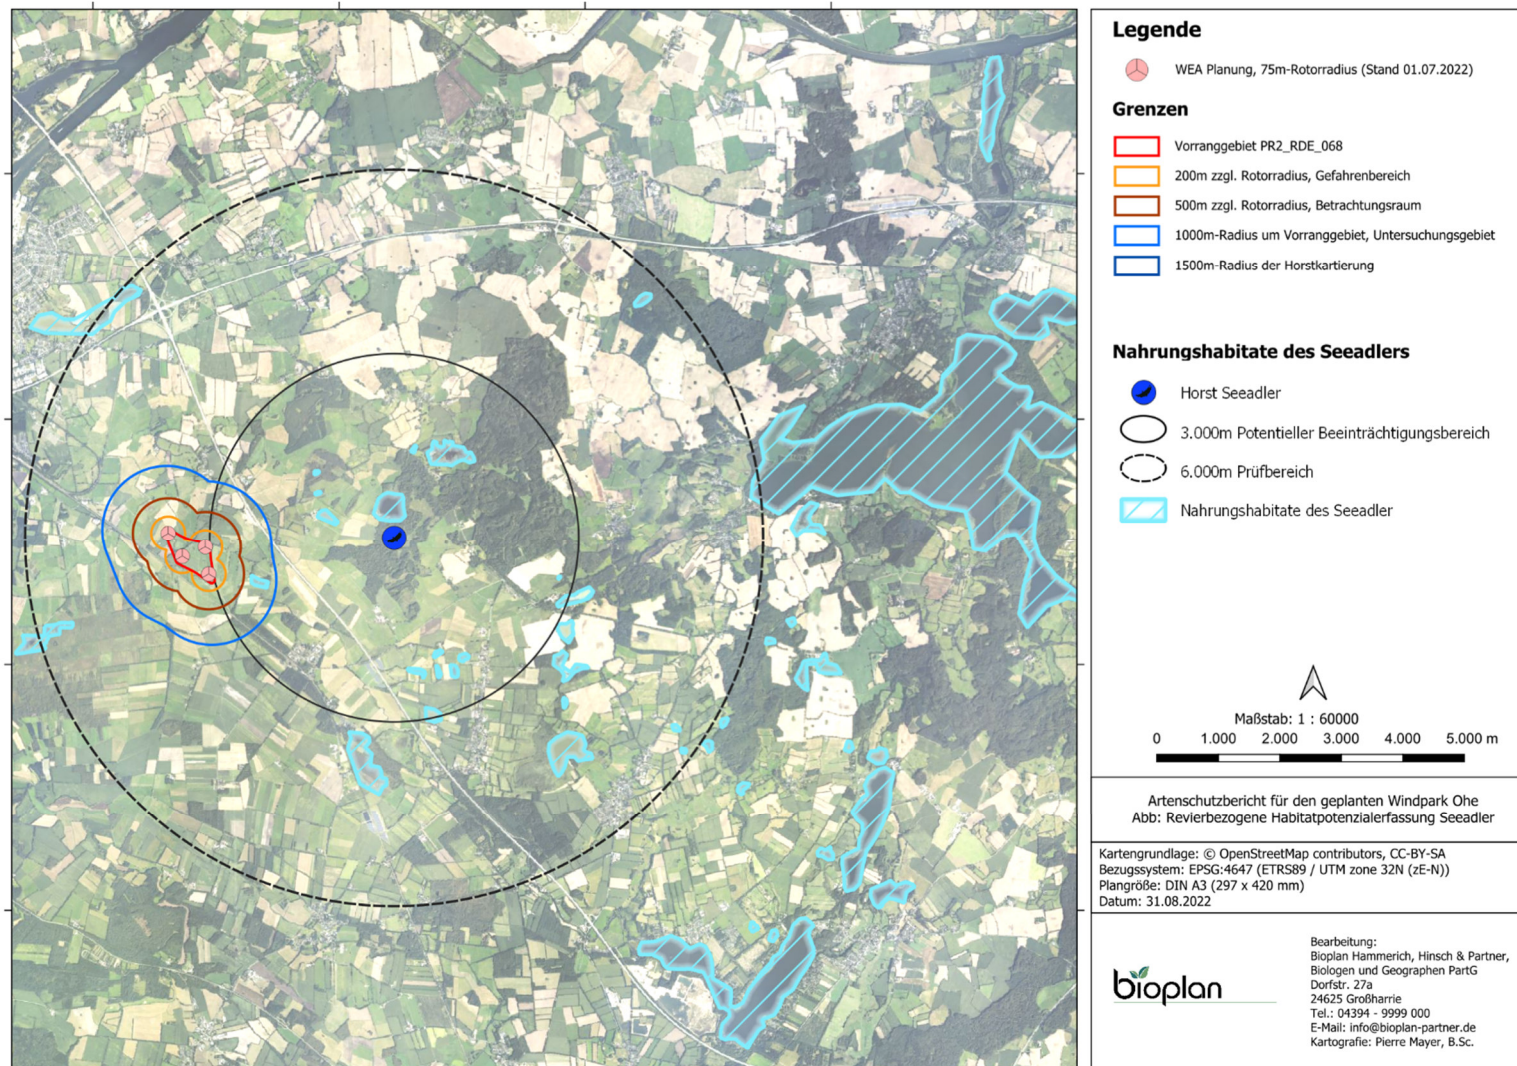 Legende
WEA Planung, 75m-Rotorradius (Stand 01.07.2022)
Grenzen
Vorranggebiet PR2_RDE_068
200m zzgl. Rotorradius, Gefahrenbereich
500m zzgl. Rotorradius, Betrachtungsraum
1000m-Radius um Vorranggebiet, Untersuchungsgebiet
1500m-Radius der Horstkartierung
Nahrungshabitate des Seeadlers
Horst Seeadler
3.000m Potentieller Beeinträchtigungsbereich
6.000m Prüfbereich
Nahrungshabitate des Seeadler
Maßstab: 1 : 60000
0 1.000 2.000 3.000 4.000 5.000 m
Artenschutzbericht für den geplanten Windpark Ohe
Abb: Revierbezogene Habitatpotenzialerfassung Seeadler
Kartengrundlage: © OpenStreetMap contributors, CC-BY-SA
Bezugssystem: EPSG:4647 (ETRS89 / UTM zone 32N (zE-N))
Plangröße: DIN A3 (297 x 420 mm)
Datum: 31.08.2022
bioplan
Bearbeitung:
Bioplan Hammerich, Hinsch & Partner,
Biologen und Geographen PartG
Dorfstr. 27a
24625 Großharrie
Tel.: 04394 - 9999 000
E-Mail: info@bioplan-partner.de
Kartografie: Pierre Mayer, B.Sc.